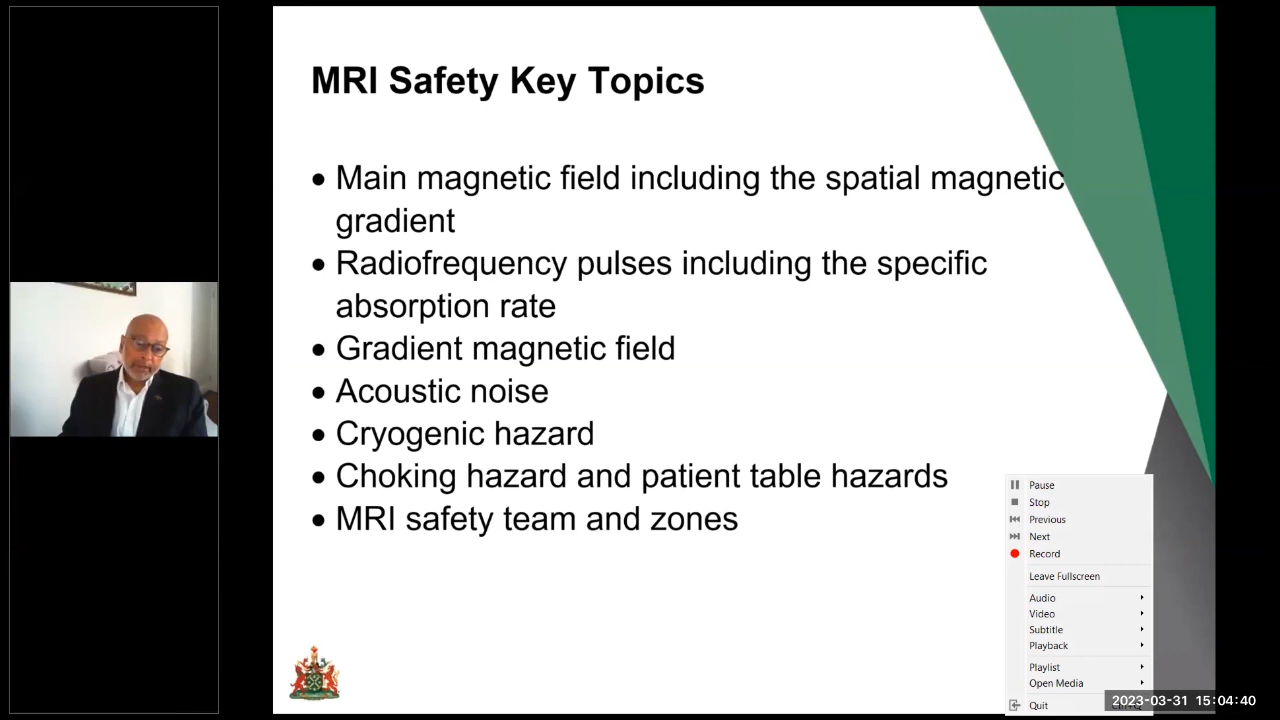 MRI Safety Key Topics
• Main magnetic field including the spatial magnetic
gradient
• Radiofrequency pulses including the specific
absorption rate
• Gradient magnetic field
• Acoustic noise
• Cryogenic hazard
• Choking hazard and patient table hazards
• MRI safety team and zones
Pause
Stop
Previous
Next
Record
Leave Fullscreen
Audio
Video
Subtitle
Playback
Playlist
Open Media
Quit
2023-03-31 15:04:40